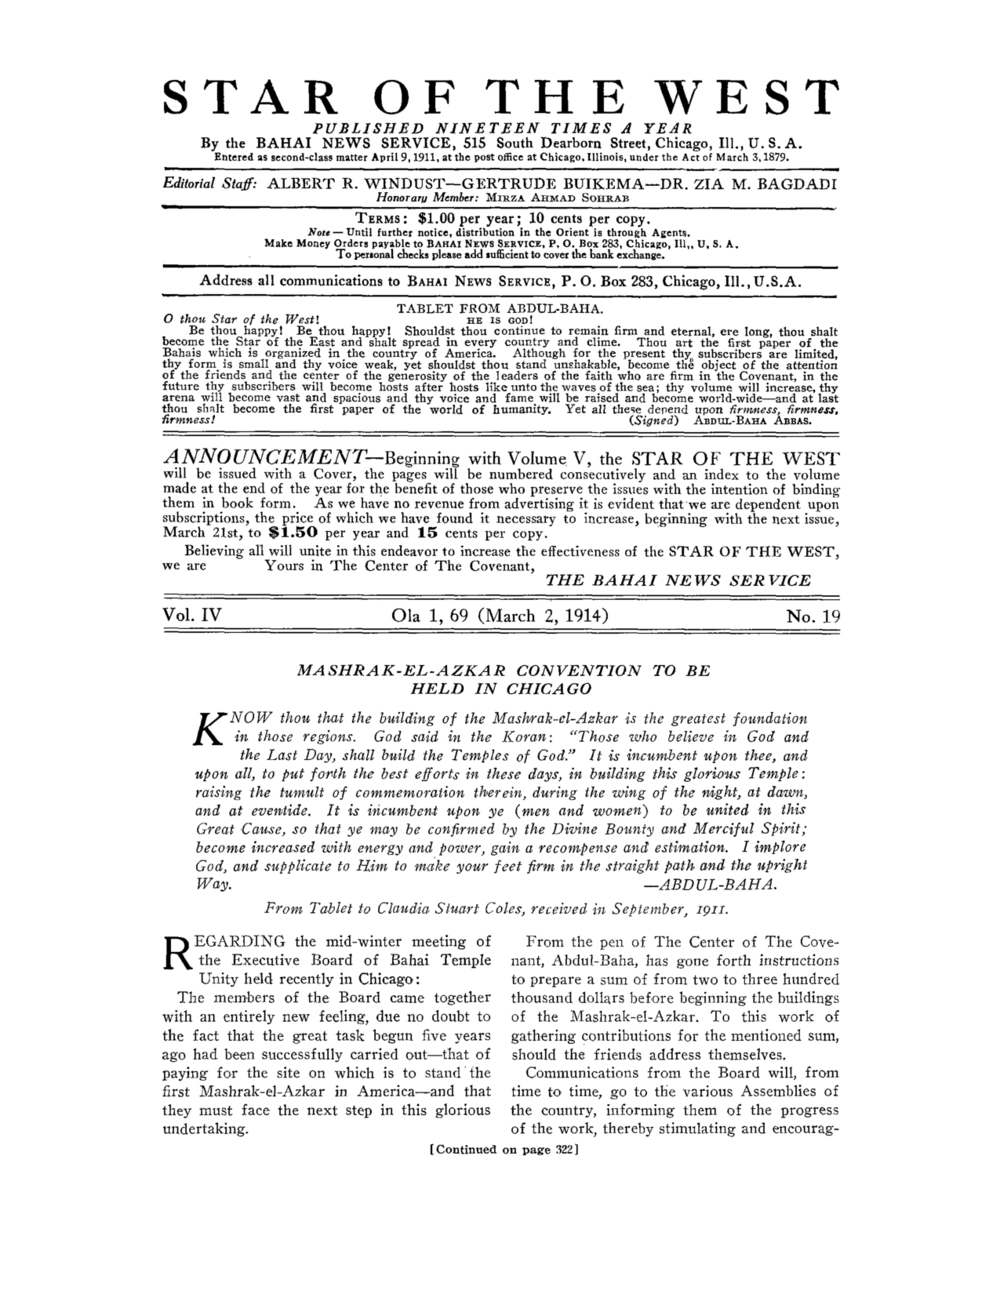 STAR OF THE WEST
PUBLISHED NINETEEN TIMES A YEAR
By the BAHAI NEWS SERVICE, 515 South Dearborn Street, Chicago, Ill., U. S. A.
Entered as second-class matter April 9, 1911, at the post office at Chicago, Illinois, under the Act of March 3, 1879.
Editorial Staff: ALBERT R. WINDUST—GERTRUDE BUIKEMA—DR. ZIA M. BAGDADI
Honorary Member: MIRZA AHMAD SOHRAB
TERMS: $1.00 per year; 10 cents per copy.
Note — Until further notice, distribution in the Orient is through Agents.
Make Money Orders payable to BAHAI NEWS SERVICE, P. O. Box 283, Chicago, Ill,, U, S. A.
To personal checks please add sufficient to cover the bank exchange.
Address all communications to BAHAI NEWS SERVICE, P. O. Box 283, Chicago, Ill., U.S.A.
TABLET FROM ABDUL-BAHA.
O thou Star of the West! HE IS GOD!
Be thou happy! Be thou happy! Shouldst thou continue to remain firm and eternal, ere long, thou shalt
become the Star of the East and shalt spread in every country and clime. Thou art the first paper of the
Bahais which is organized in the country of America. Although for the present thy subscribers are limited,
thy form is small and thy voice weak, yet shouldst thou stand unshakable, become the object of the attention
of the friends and the center of the generosity of the leaders of the faith who are firm in the Covenant, in the
future thy subscribers will become hosts after hosts like unto the waves of the sea; thy volume will increase, thy
arena will become vast and spacious and thy voice and fame will be raised and become world-wide—and at last
thou shalt become the first paper of the world of humanity. Yet all these depend upon firmness, firmness,
firmness! (Signed) ABDUL-BAHA ABBAS.
ANNOUNCEMENT—Beginning with Volume V, the STAR OF THE WEST
will be issued with a Cover, the pages will be numbered consecutively and an index to the volume
made at the end of the year for the benefit of those who preserve the issues with the intention of binding
them in book form. As we have no revenue from advertising it is evident that we are dependent upon
subscriptions, the price of which we have found it necessary to increase, beginning with the next issue,
March 21st, to $1.50 per year and 15 cents per copy.
Believing all will unite in this endeavor to increase the effectiveness of the STAR OF THE WEST,
we are Yours in The Center of The Covenant,
THE BAHAI NEWS SERVICE
Vol. IV Ola 1, 69 (March 2, 1914) No. 19
MASHRAK-EL-AZKAR CONVENTION TO BE
HELD IN CHICAGO
KNOW thou that the building of the Mashrak-el-Azkar is the greatest foundation
in those regions. God said in the Koran: "Those who believe in God and
the Last Day, shall build the Temples of God." It is incumbent upon thee, and
upon all, to put forth the best efforts in these days, in building this glorious Temple:
raising the tumult of commemoration therein, during the wing of the night, at dawn,
and at eventide. It is incumbent upon ye (men and women) to be united in this
Great Cause, so that ye may be confirmed by the Divine Bounty and Merciful Spirit;
become increased with energy and power, gain a recompense and estimation. I implore
God, and supplicate to Him to make your feet firm in the straight path and the upright
Way. —ABDUL-BAHA.
From Tablet to Claudia Stuart Coles, received in September, 1911.
REGARDING the mid-winter meeting of
the Executive Board of Bahai Temple
Unity held recently in Chicago:
The members of the Board came together
with an entirely new feeling, due no doubt to
the fact that the great task begun five years
ago had been successfully carried out—that of
paying for the site on which is to stand the
first Mashrak-el-Azkar in America—and that
they must face the next step in this glorious
undertaking.
From the pen of The Center of The Cove-
nant, Abdul-Baha, has gone forth instructions
to prepare a sum of from two to three hundred
thousand dollars before beginning the buildings
of the Mashrak-el-Azkar. To this work of
gathering contributions for the mentioned sum,
should the friends address themselves.
Communications from the Board will, from
time to time, go to the various Assemblies of
the country, informing them of the progress
of the work, thereby stimulating and encourag-
[Continued on page 322]